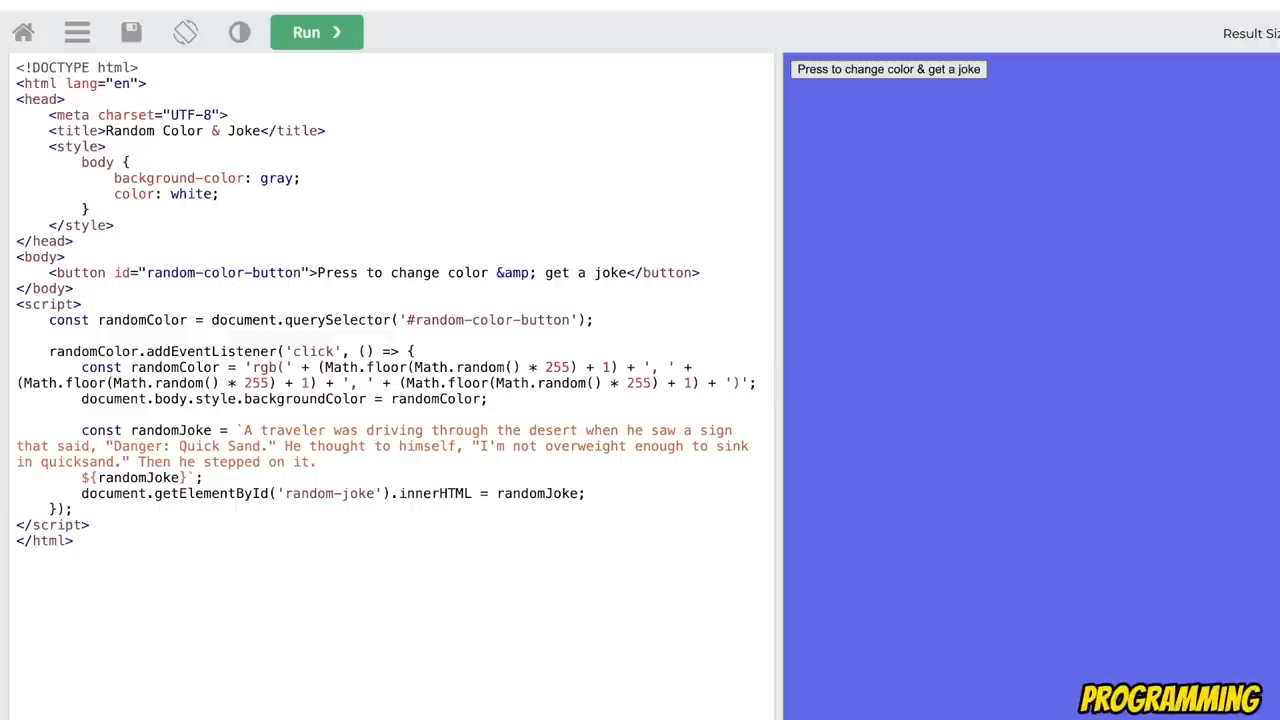 Run ❯
Result Siz
<!DOCTYPE html>
<html lang="en">
<head>
    <meta charset="UTF-8">
    <title>Random Color & Joke</title>
    <style>
        body {
            background-color: gray;
            color: white;
        }
    </style>
</head>
<body>
    <button id="random-color-button">Press to change color &amp; get a joke</button>
</body>
<script>
    const randomColor = document.querySelector('#random-color-button');
    randomColor.addEventListener('click', () => {
        const randomColor = 'rgb(' + (Math.floor(Math.random() * 255) + 1) + ', ' +
(Math.floor(Math.random() * 255) + 1) + ', ' + (Math.floor(Math.random() * 255) + 1) + ')';
        document.body.style.backgroundColor = randomColor;
        const randomJoke = `A traveler was driving through the desert when he saw a sign
that said, "Danger: Quick Sand." He thought to himself, "I'm not overweight enough to sink
in quicksand." Then he stepped on it.
        ${randomJoke}`;
        document.getElementById('random-joke').innerHTML = randomJoke;
    });
</script>
</html>
Press to change color & get a joke
PROGRAMMING